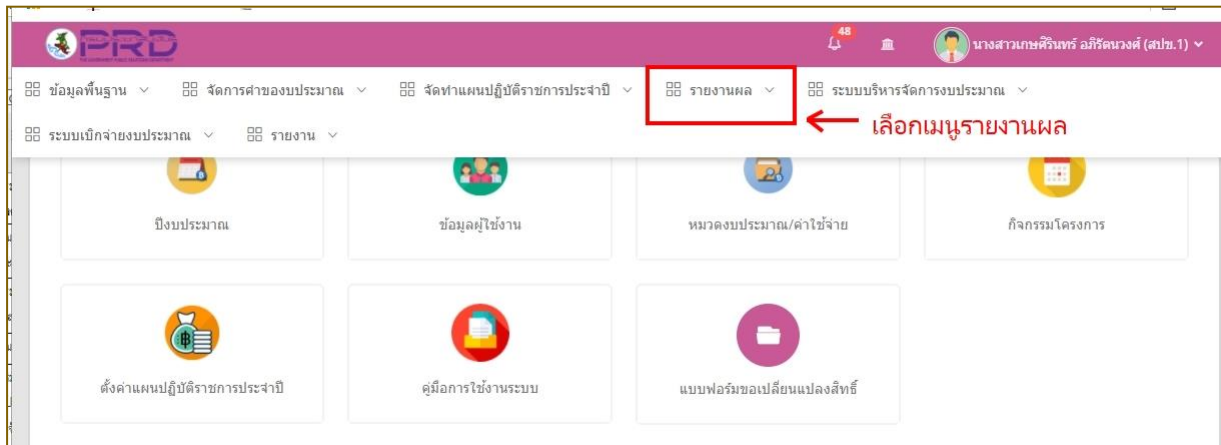 PRD
48
นางสาวเกษศิรินทร์ อภิรัตนวงศ์ (สปข.1)
ข้อมูลพื้นฐาน จัดการคำของบประมาณ จัดทำแผนปฏิบัติราชการประจำปี รายงานผล ระบบบริหารจัดการงบประมาณ
ระบบเบิกจ่ายงบประมาณ รายงาน
เลือกเมนูรายงานผล
ปีงบประมาณ ข้อมูลผู้ใช้งาน หมวดงบประมาณ/ค่าใช้จ่าย กิจกรรมโครงการ
ตั้งค่าแผนปฏิบัติราชการประจำปี คู่มือการใช้งานระบบ แบบฟอร์มขอเปลี่ยนแปลงสิทธิ์